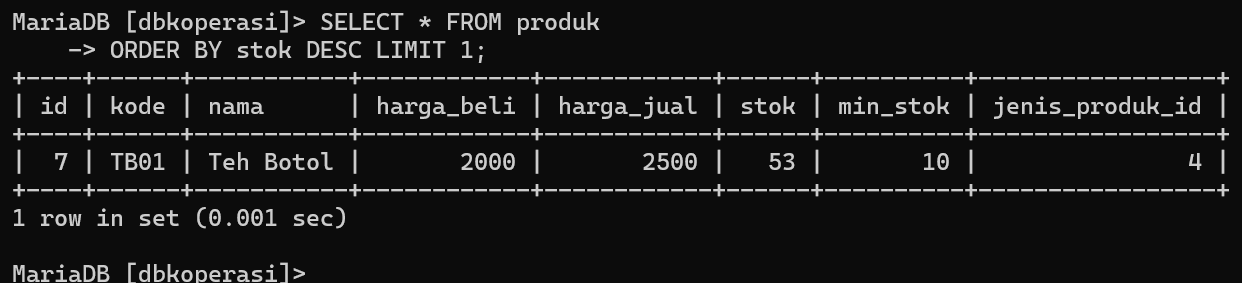 MariaDB [dbkoperasi]> SELECT * FROM produk
    -> ORDER BY stok DESC LIMIT 1;
+----+------+-----------+------------+------------+------+----------+----------------+
| id | kode | nama      | harga_beli | harga_jual | stok | min_stok | jenis_produk_id |
+----+------+-----------+------------+------------+------+----------+----------------+
|  7 | TB01 | Teh Botol |       2000 |       2500 |   53 |       10 |               4 |
+----+------+-----------+------------+------------+------+----------+----------------+
1 row in set (0.001 sec)
MariaDB [dbkoperasi]>